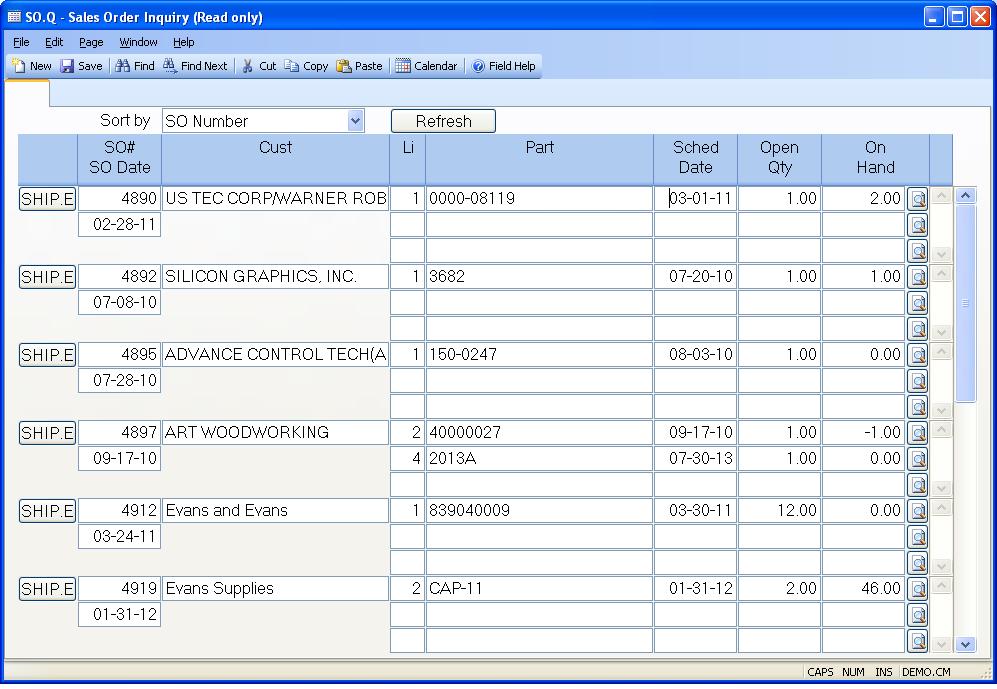 SO.Q - Sales Order Inquiry (Read only)
File Edit Page Window Help
New Save Find Find Next Cut Copy Paste Calendar Field Help
Sort by SO Number Refresh
SO# Cust Li Part Sched Open On
SO Date Date Qty Hand
SHIP.E 4890 US TEC CORP/WARNER ROB 1 0000-08119 03-01-11 1.00 2.00
02-28-11
SHIP.E 4892 SILICON GRAPHICS, INC. 1 3682 07-20-10 1.00 1.00
07-08-10
SHIP.E 4895 ADVANCE CONTROL TECH(A 1 150-0247 08-03-10 1.00 0.00
07-28-10
SHIP.E 4897 ART WOODWORKING 2 40000027 09-17-10 1.00 -1.00
09-17-10 4 2013A 07-30-13 1.00 0.00
SHIP.E 4912 Evans and Evans 1 839040009 03-30-11 12.00 0.00
03-24-11
SHIP.E 4919 Evans Supplies 2 CAP-11 01-31-12 2.00 46.00
01-31-12
CAPS NUM INS DEMO.CM